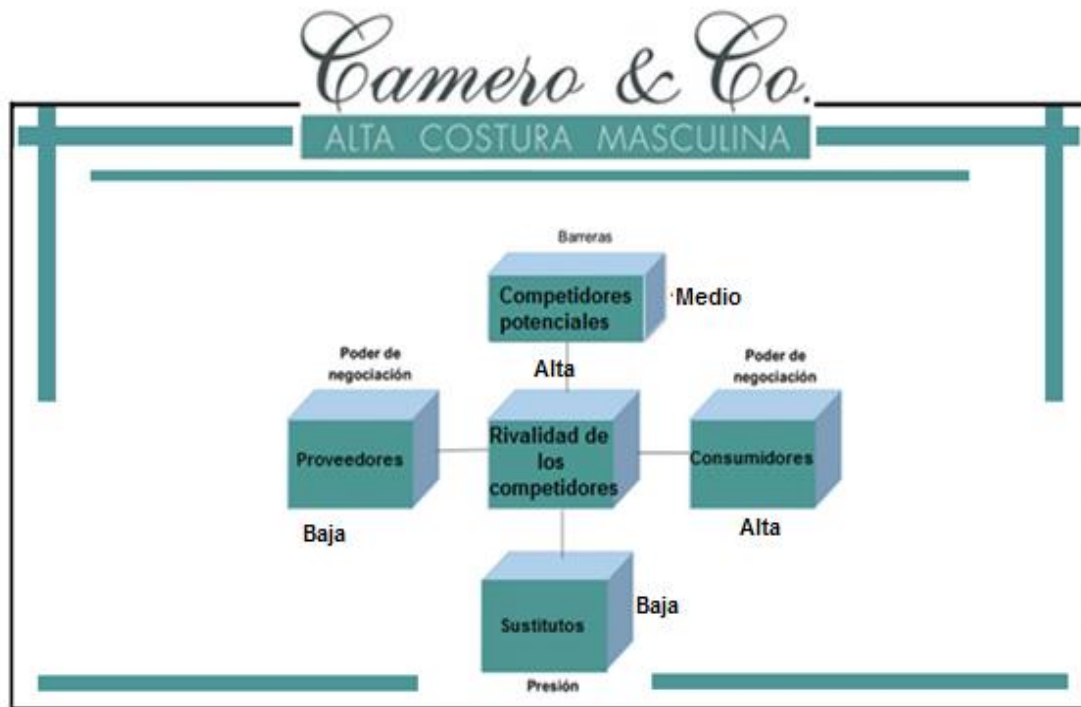 Camero & Co.
ALTA COSTURA MASCULINA
Barreras
Competidores
potenciales
Medio
Alta
Poder de
negociación
Proveedores
Baja
Rivalidad de
los
competidores
Poder de
negociación
Consumidores
Alta
Sustitutos
Baja
Presión